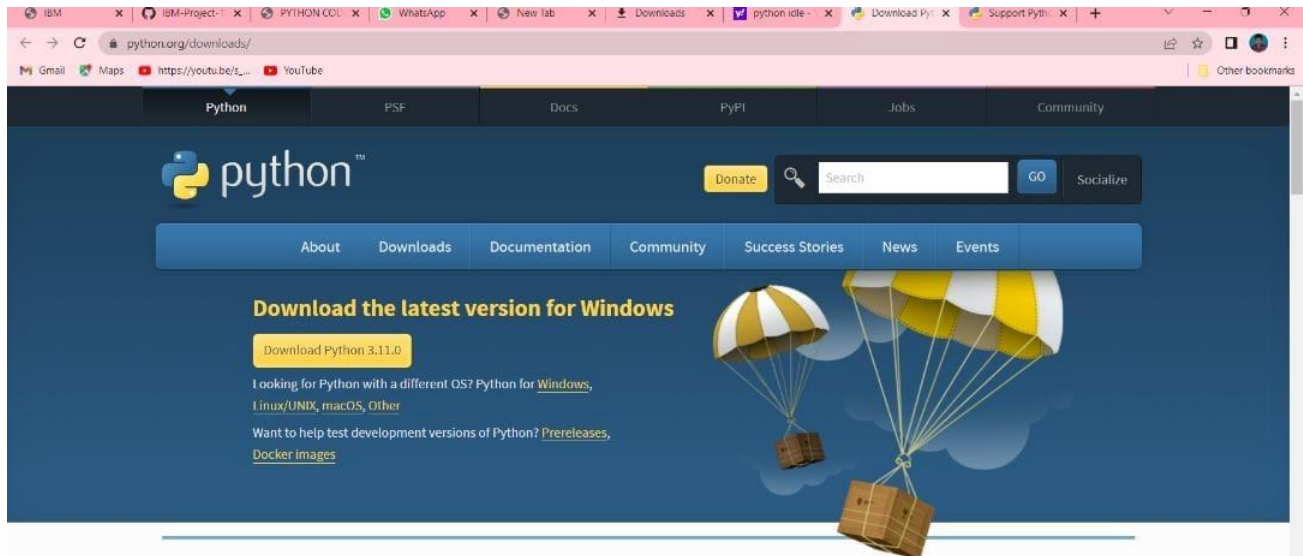 IBM
IBM-Project-1
PYTHON COD
WhatsApp
New Tab
Downloads
python idle -
Download Pyt
Support Pytho
python.org/downloads/
Gmail
Maps
https://youtu.be/s_...
YouTube
Other bookmarks
Python
PSF
Docs
PyPI
Jobs
Community
python™
Donate
Search
GO
Socialize
About
Downloads
Documentation
Community
Success Stories
News
Events
Download the latest version for Windows
Download Python 3.11.0
Looking for Python with a different OS? Python for Windows,
Linux/UNIX, macOS, Other
Want to help test development versions of Python? Prereleases,
Docker images